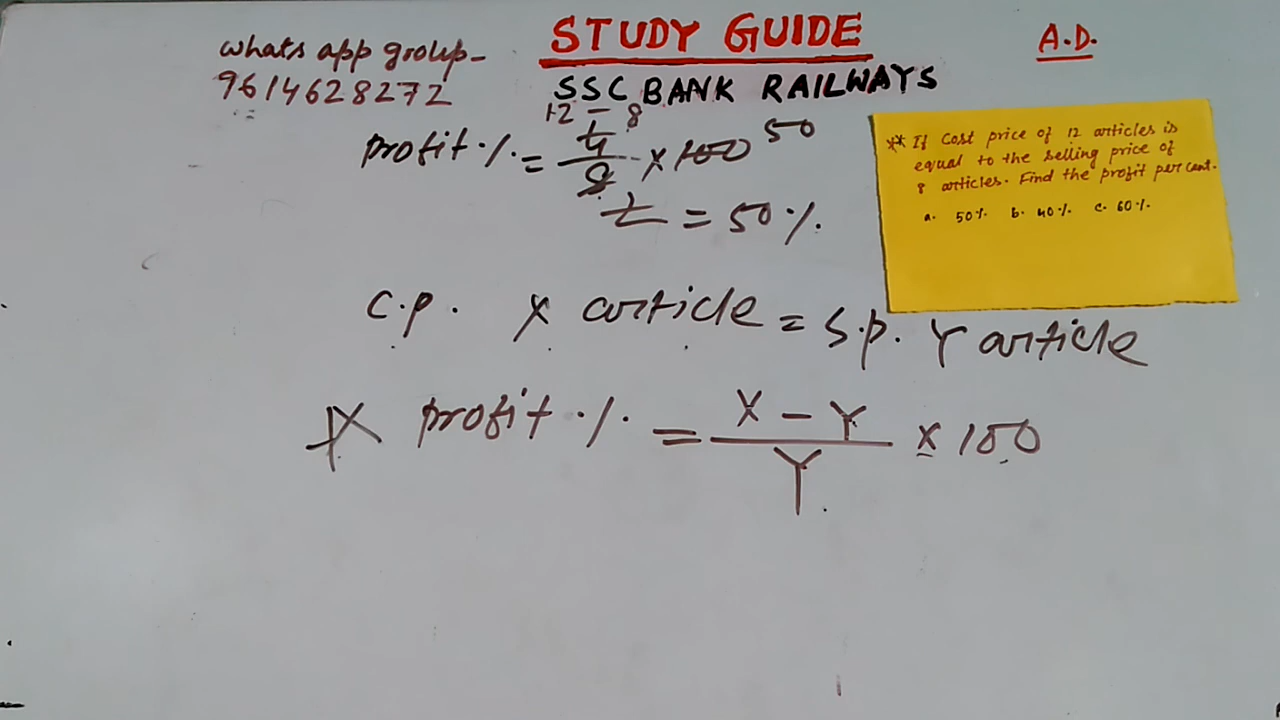 whats app group-
9614628272
STUDY GUIDE
SSC BANK RAILWAYS
A.D.
12 - 8
profit % = 4/8 × 100 50
2 = 50%.
** If Cost price of 12 articles is
equal to the selling price of
8 articles. Find the profit per cent.
a. 50% b. 40% c. 60%.
C.p. X article = S.p. Y article
profit % = X - Y / Y × 100